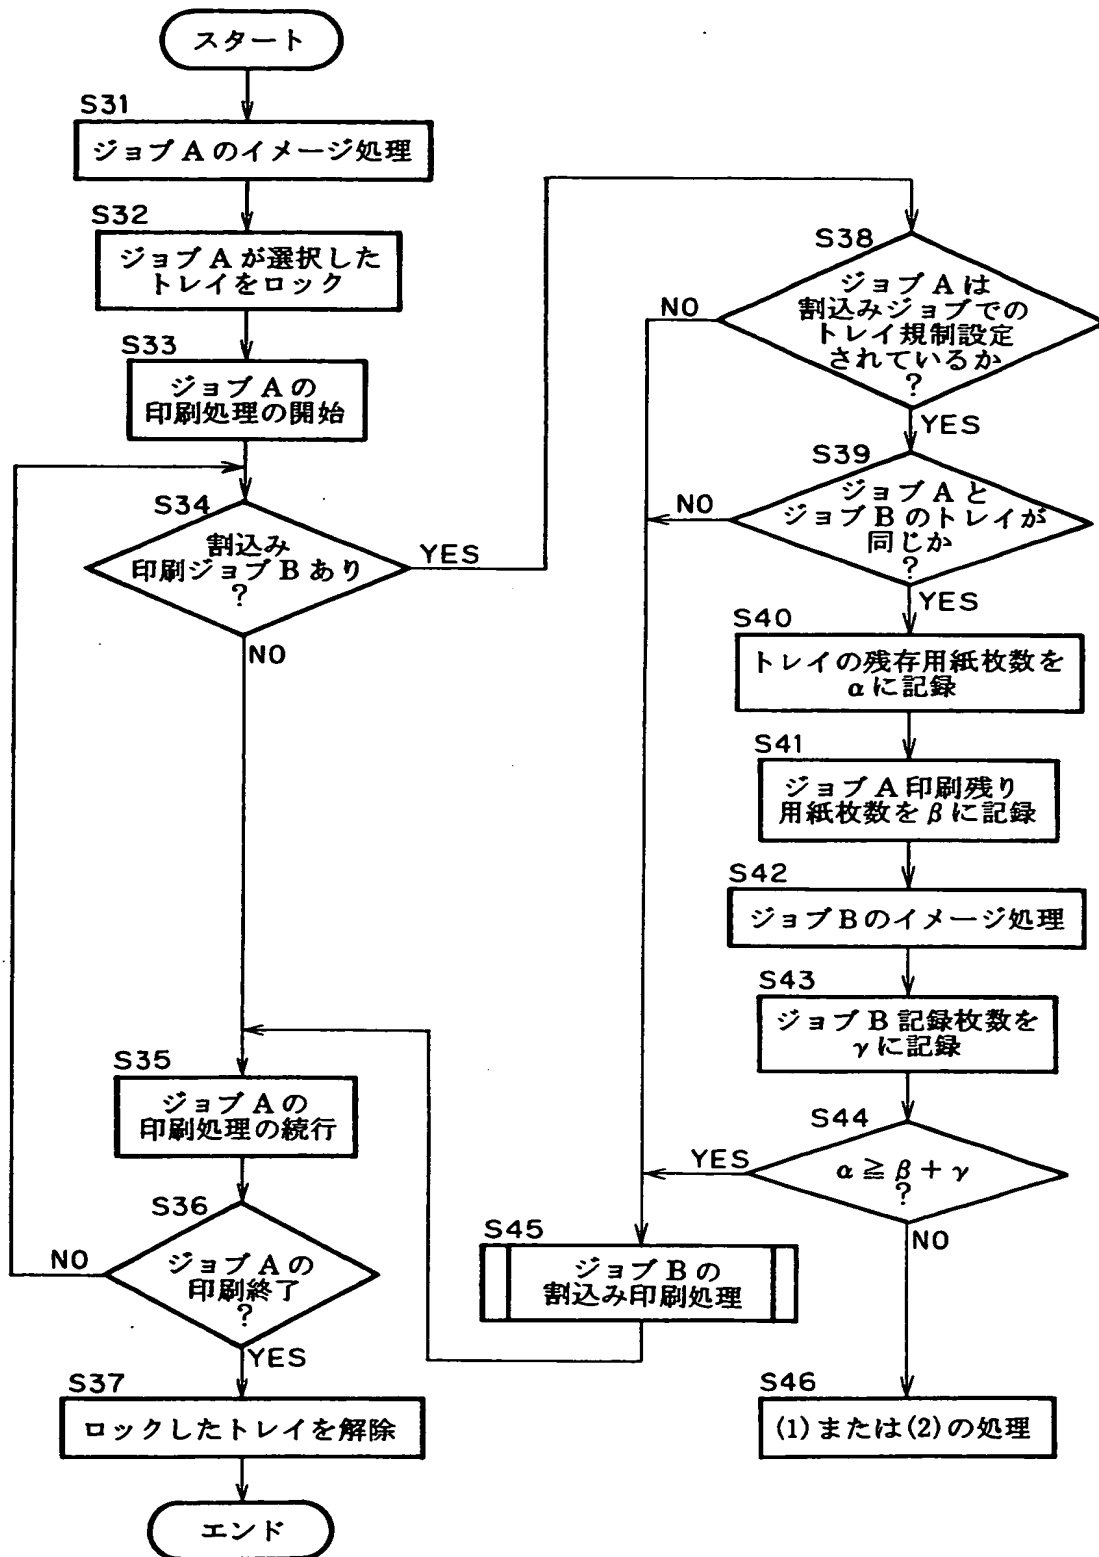 スタート
S31
ジョブAのイメージ処理
S32
ジョブAが選択した
トレイをロック
S33
ジョブAの
印刷処理の開始
S34
割込み
印刷ジョブBあり
?
YES
NO
S35
ジョブAの
印刷処理の続行
S36
ジョブAの
印刷終了
?
NO
YES
S37
ロックしたトレイを解除
エンド
S38
ジョブAは
割込みジョブでの
トレイ規制設定
されているか
?
NO
YES
S39
ジョブAと
ジョブBのトレイが
同じか
?
NO
YES
S40
トレイの残存用紙枚数を
αに記録
S41
ジョブA印刷残り
用紙枚数をβに記録
S42
ジョブBのイメージ処理
S43
ジョブB記録枚数を
γに記録
S44
α≧β+γ
?
YES
NO
S45
ジョブBの
割込み印刷処理
S46
(1)または(2)の処理